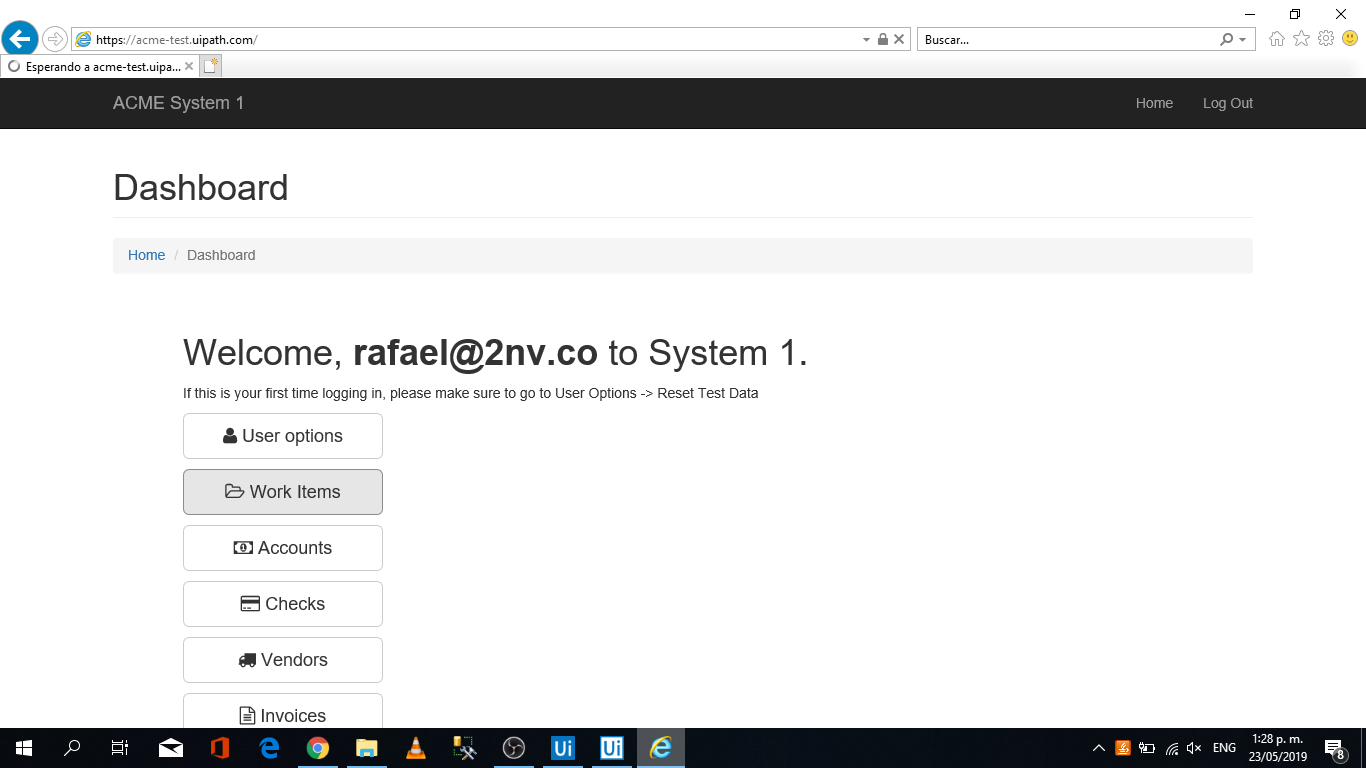 https://acme-test.uipath.com/
Buscar...
Esperando a acme-test.uipa...
ACME System 1
Home
Log Out
Dashboard
Home / Dashboard
Welcome, rafael@2nv.co to System 1.
If this is your first time logging in, please make sure to go to User Options -> Reset Test Data
User options
Work Items
Accounts
Checks
Vendors
Invoices
Ui
Ui
ENG
1:28 p. m.
23/05/2019
8